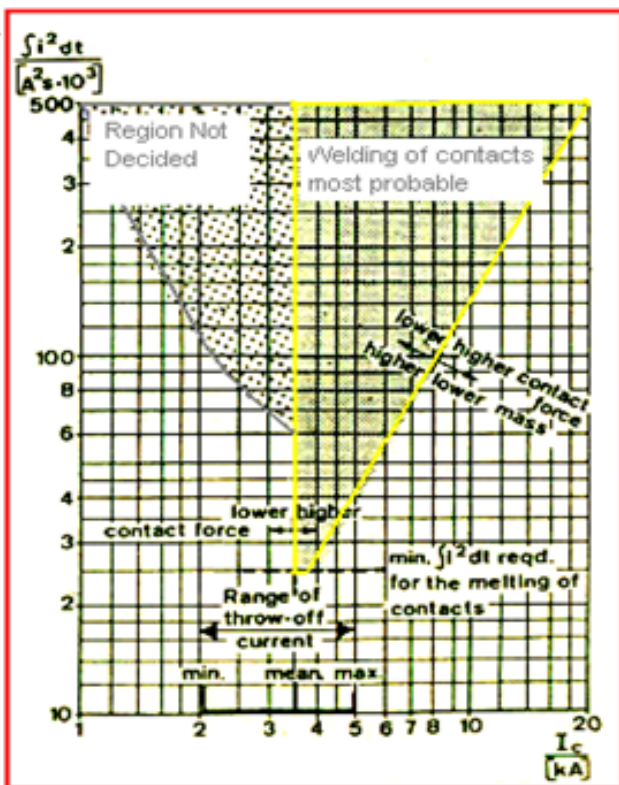 ∫i²dt
[A²s·10³]
500
4
3
2
100
8
6
4
3
2
10
Region Not
Decided
Welding of contacts
most probable
lower higher contact
force
higher lower mass
lower higher
contact force
min. ∫I²dt reqd.
for the melting of
contacts
Range of
throw-off
current
min. mean. max.
1 2 3 4 5 6 7 8 10 20
Ic
[kA]